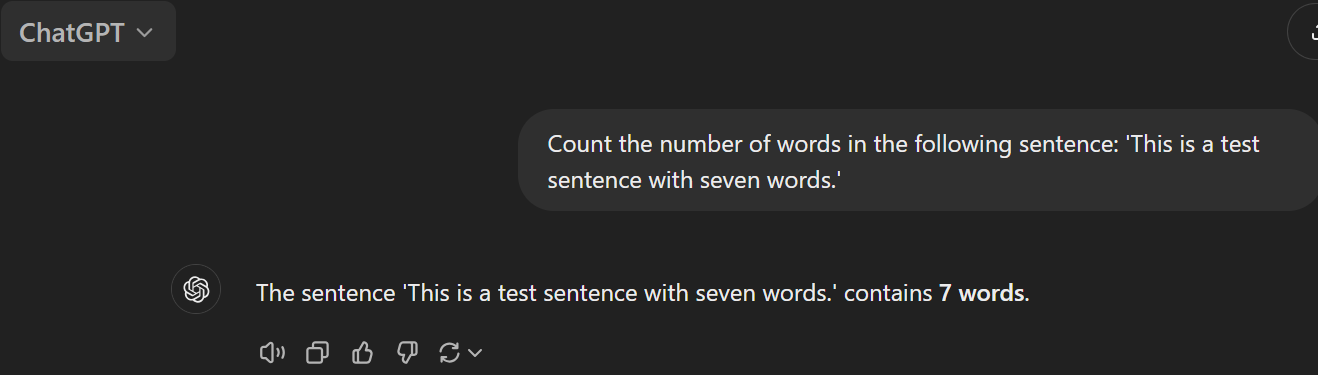 ChatGPT
Count the number of words in the following sentence: 'This is a test
sentence with seven words.'
The sentence 'This is a test sentence with seven words.' contains 7 words.